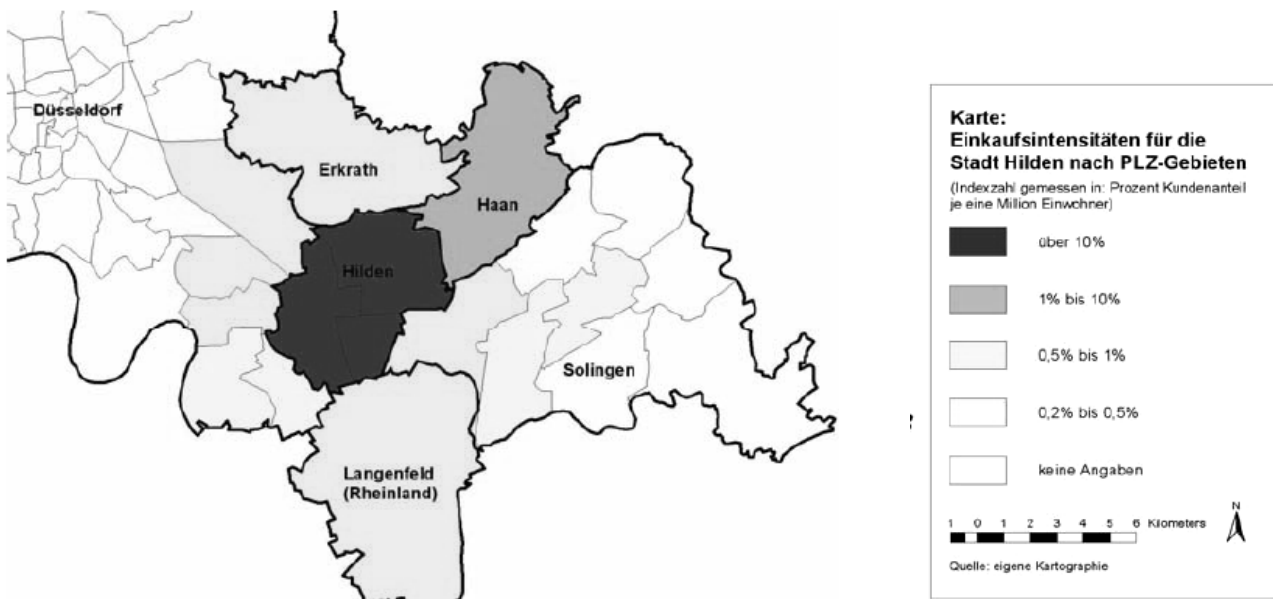 Düsseldorf
Erkrath
Haan
Hilden
Solingen
Langenfeld
(Rheinland)
Karte:
Einkaufsintensitäten für die
Stadt Hilden nach PLZ-Gebieten
(Indexzahl gemessen in: Prozent Kundenanteil
je eine Million Einwohner)
über 10%
1% bis 10%
0,5% bis 1%
0,2% bis 0,5%
keine Angaben
N
1 0 1 2 3 4 5 6 Kilometers
Quelle: eigene Kartographie